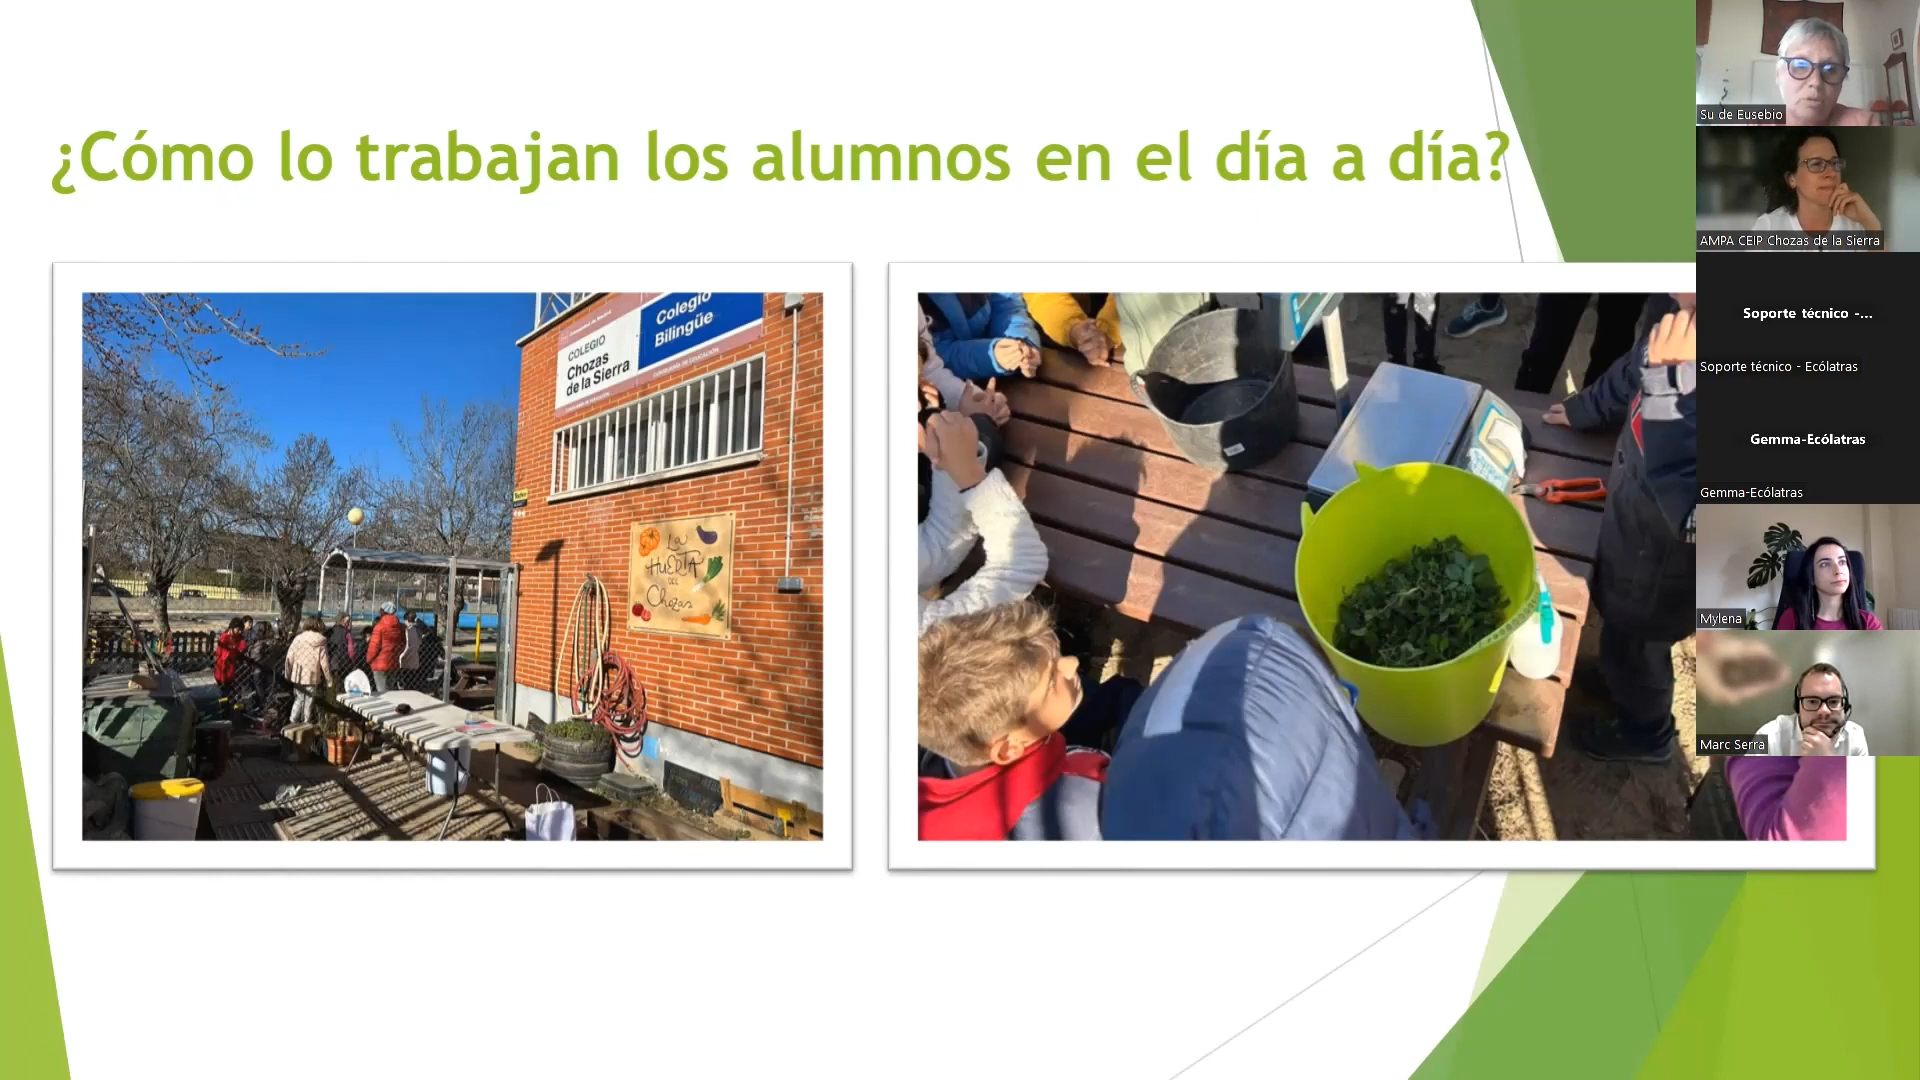 ¿Cómo lo trabajan los alumnos en el día a día?
COLEGIO
Chozas
de la Sierra
Colegio
Bilingüe
La
HUERTA
DEL
Chozas
Su de Eusebio
AMPA CEIP Chozas de la Sierra
Soporte técnico -...
Soporte técnico - Ecólatras
Gemma-Ecólatras
Gemma-Ecólatras
Mylena
Marc Serra